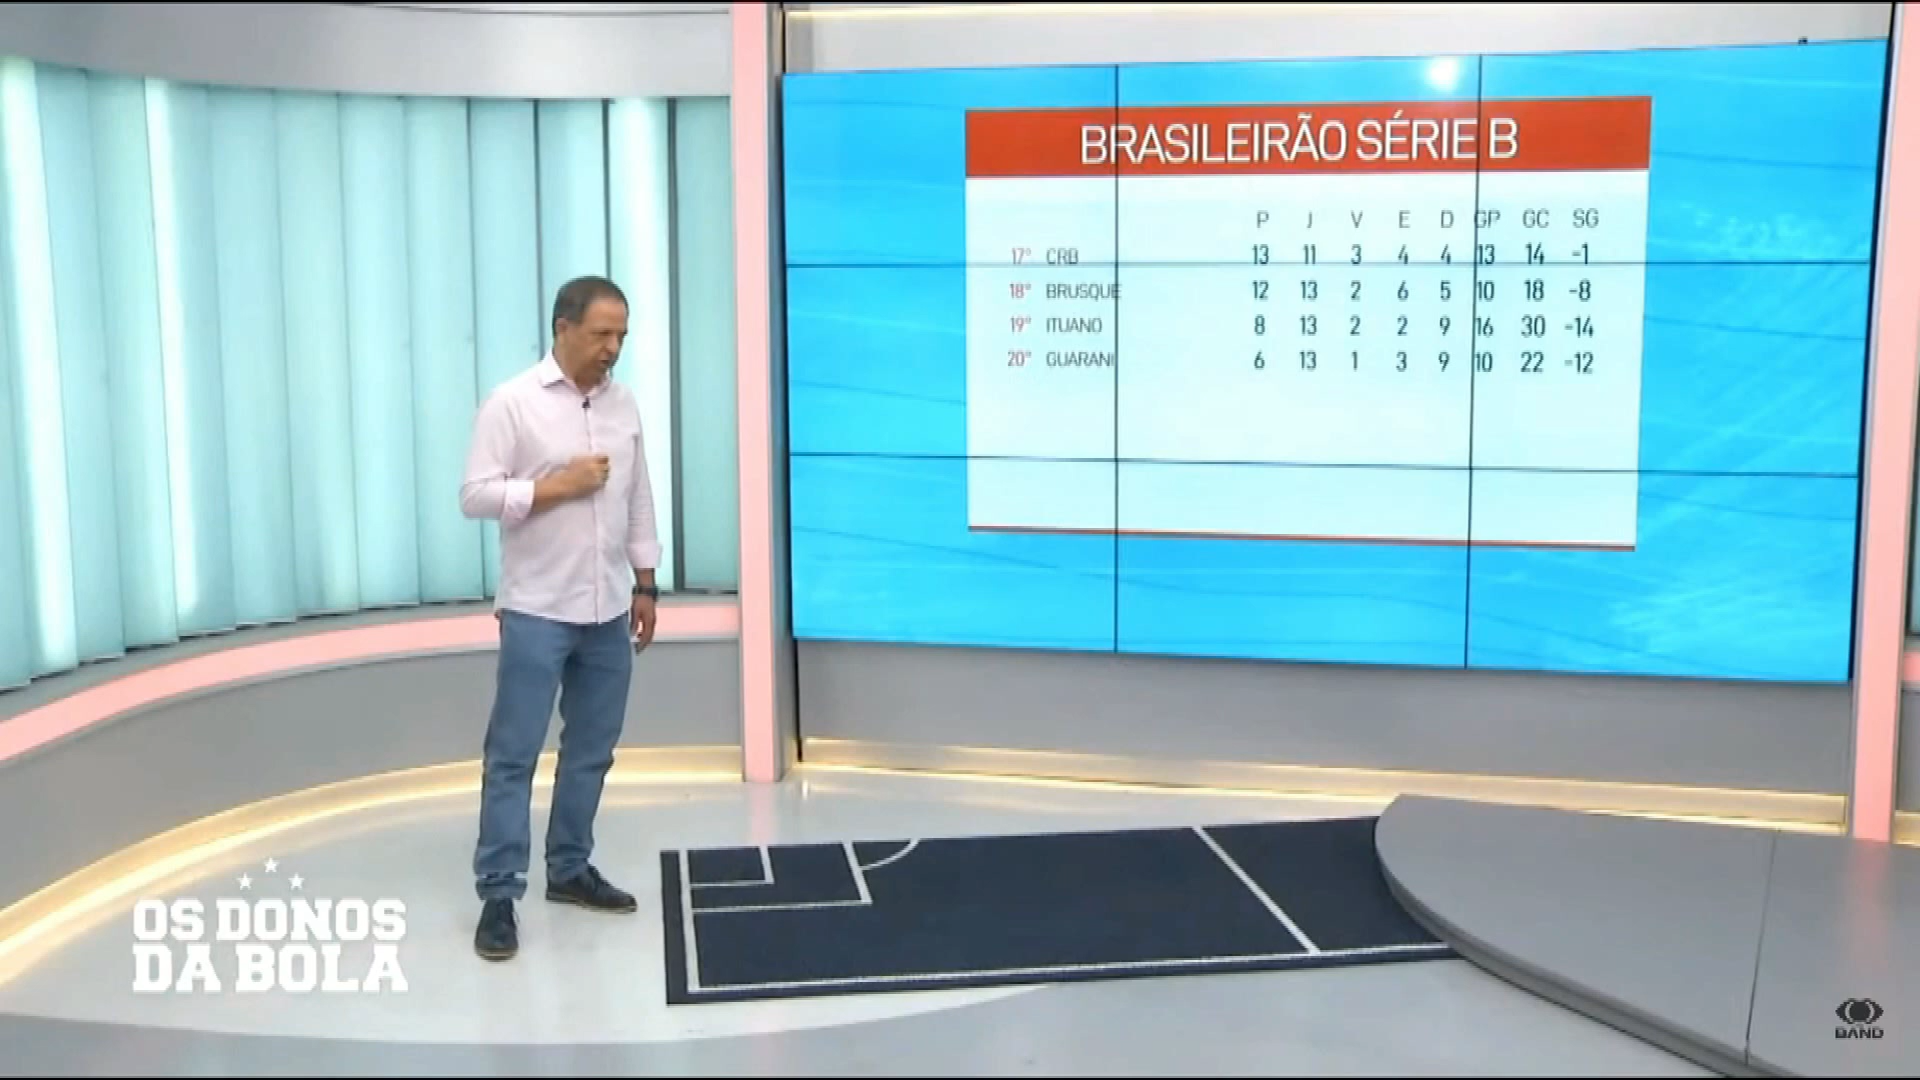 BRASILEIRÃO SÉRIE B
P J V E D GP GC SG
17° CRB 13 11 3 4 4 13 14 -1
18° BRUSQUE 12 13 2 6 5 10 18 -8
19° ITUANO 8 13 2 2 9 16 30 -14
20° GUARANI 6 13 1 3 9 10 22 -12
OS DONOS
DA BOLA
BAND